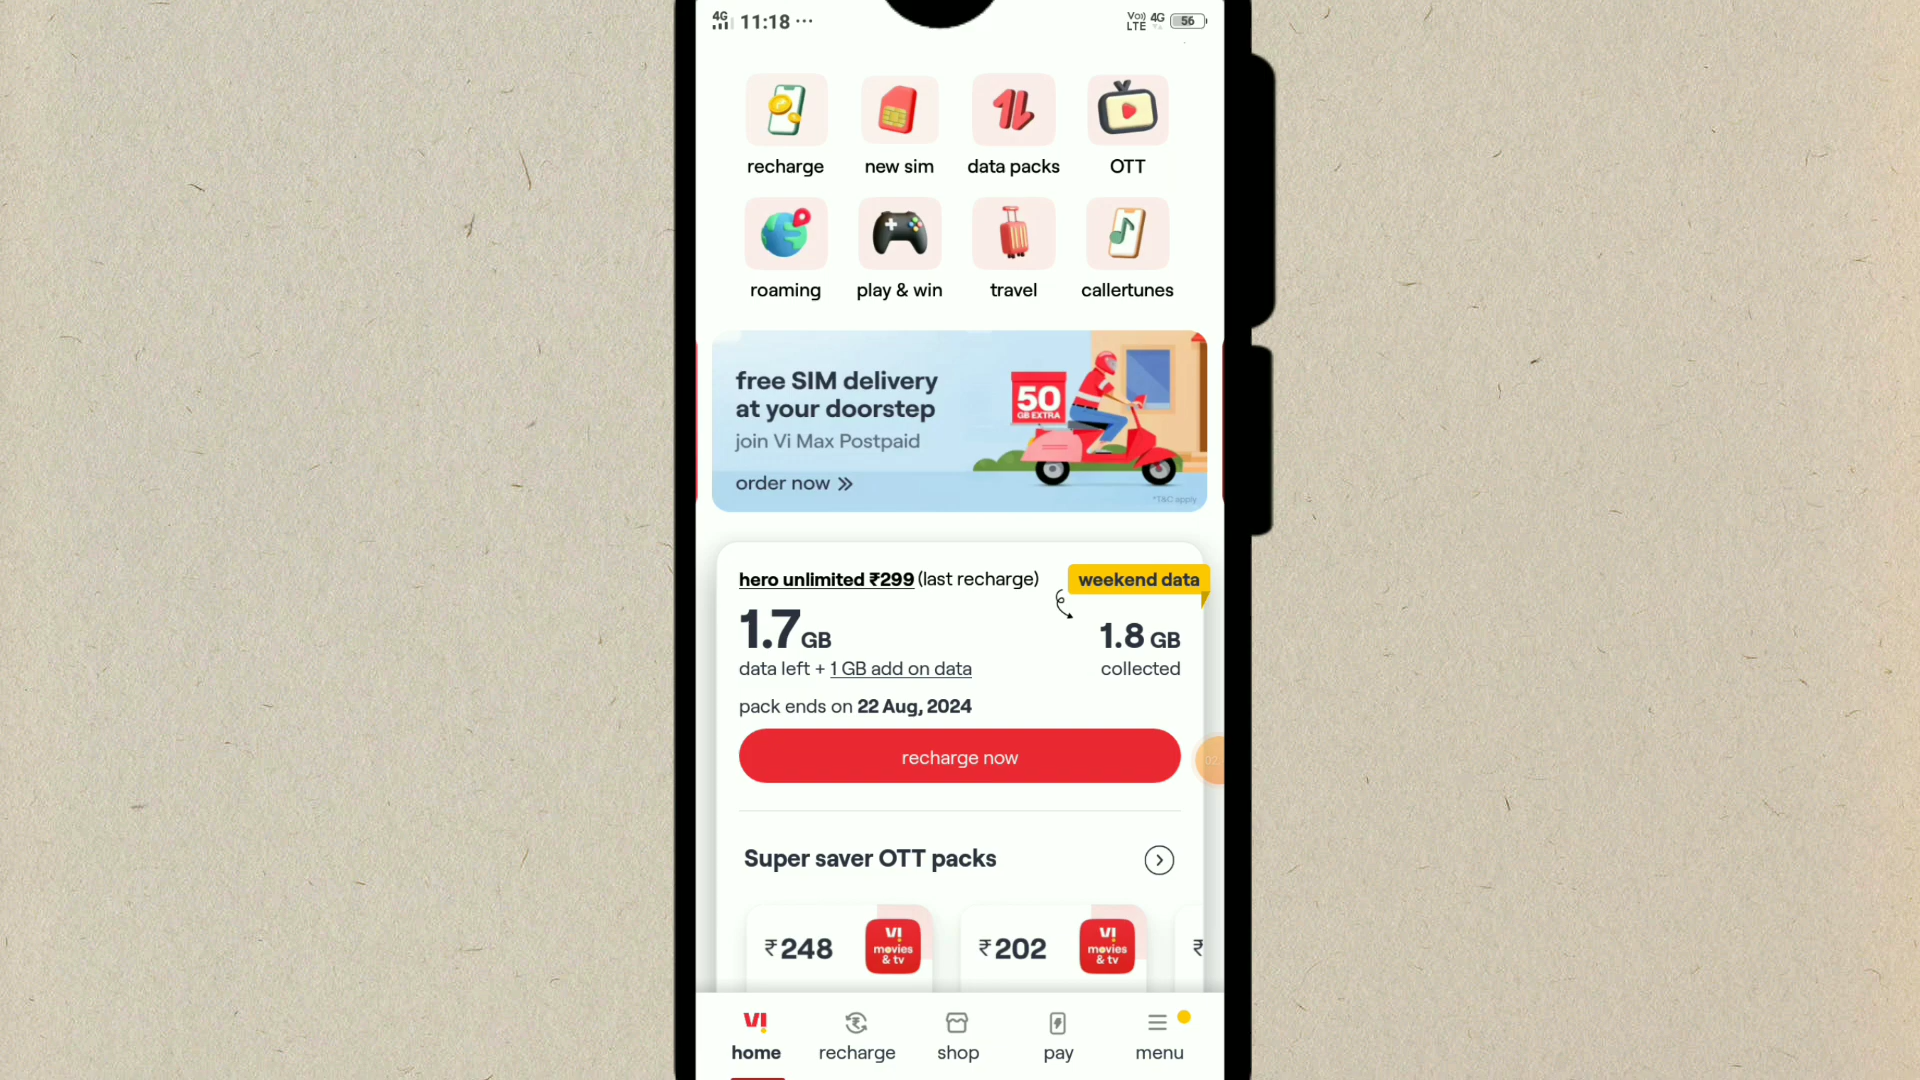 4G 11:18 ... Vo) LTE 4G 56
recharge new sim data packs OTT
roaming play & win travel callertunes
free SIM delivery
at your doorstep
join Vi Max Postpaid
order now
50
GB EXTRA
*T&C apply
hero unlimited ₹299 (last recharge) weekend data
1.7 GB 1.8 GB
data left + 1 GB add on data collected
pack ends on 22 Aug, 2024
recharge now
Super saver OTT packs
₹248 VI movies & tv ₹202 VI movies & tv ₹
VI
home recharge shop pay menu